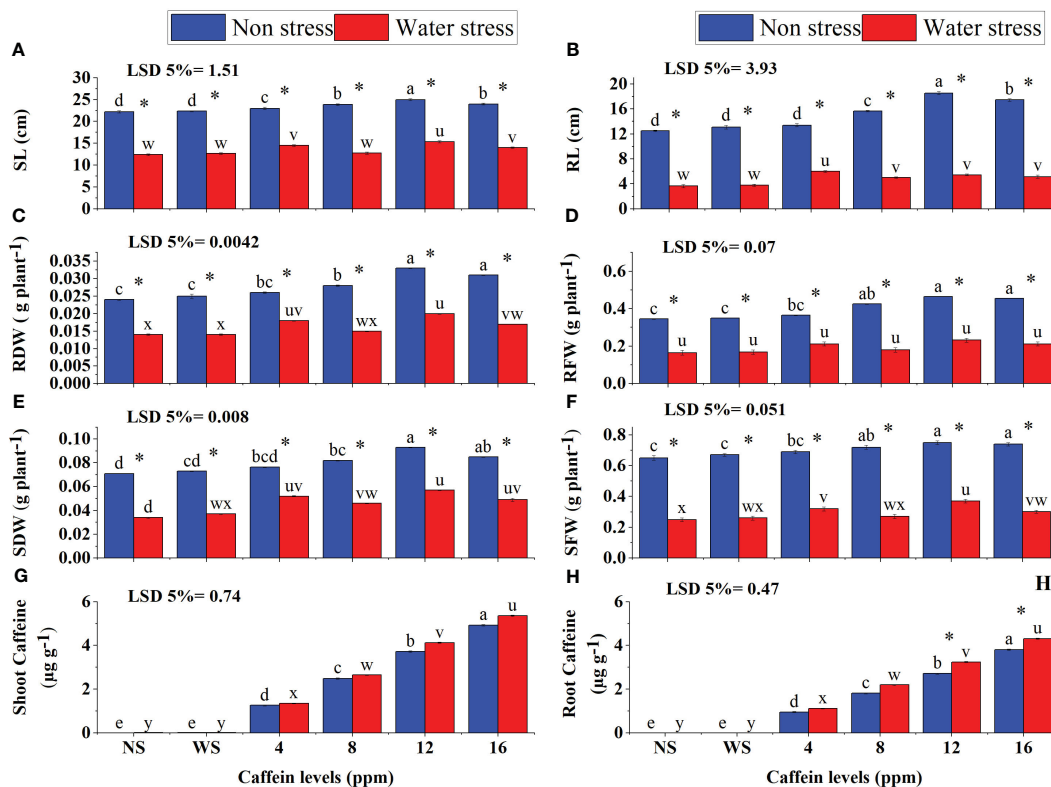 Non stress Water stress
Non stress Water stress
A
LSD 5%= 1.51
SL (cm)
30
25
20
15
10
5
0
d * d * c * b * a * b *
w w v w u v
B
LSD 5%= 3.93
RL (cm)
20
16
12
8
4
0
d * d * d * c * a * b *
w w u v v v
C
LSD 5%= 0.0042
RDW ( g plant-1)
0.035
0.030
0.025
0.020
0.015
0.010
0.005
0.000
c * c * bc * b * a * a *
x x uv wx u vw
D
LSD 5%= 0.07
RFW (g plant-1)
0.6
0.4
0.2
0.0
c * c * bc * ab * a * a *
u u u u u u
E
LSD 5%= 0.008
SDW (g plant-1)
0.10
0.08
0.06
0.04
0.02
0.00
d * cd * bcd * bc * a * ab *
d wx uv vw u uv
F
LSD 5%= 0.051
SFW (g plant-1)
0.8
0.6
0.4
0.2
0.0
c * c * bc * ab * a * a *
x wx v wx u vw
G
LSD 5%= 0.74
Shoot Caffeine
(µg g-1)
6
4
2
0
e y e y d x c w b v a u
NS WS 4 8 12 16
Caffein levels (ppm)
H
LSD 5%= 0.47
H
Root Caffeine
(µg g-1)
6
4
2
0
* *
e y e y d x c w b v a u
NS WS 4 8 12 16
Caffein levels (ppm)